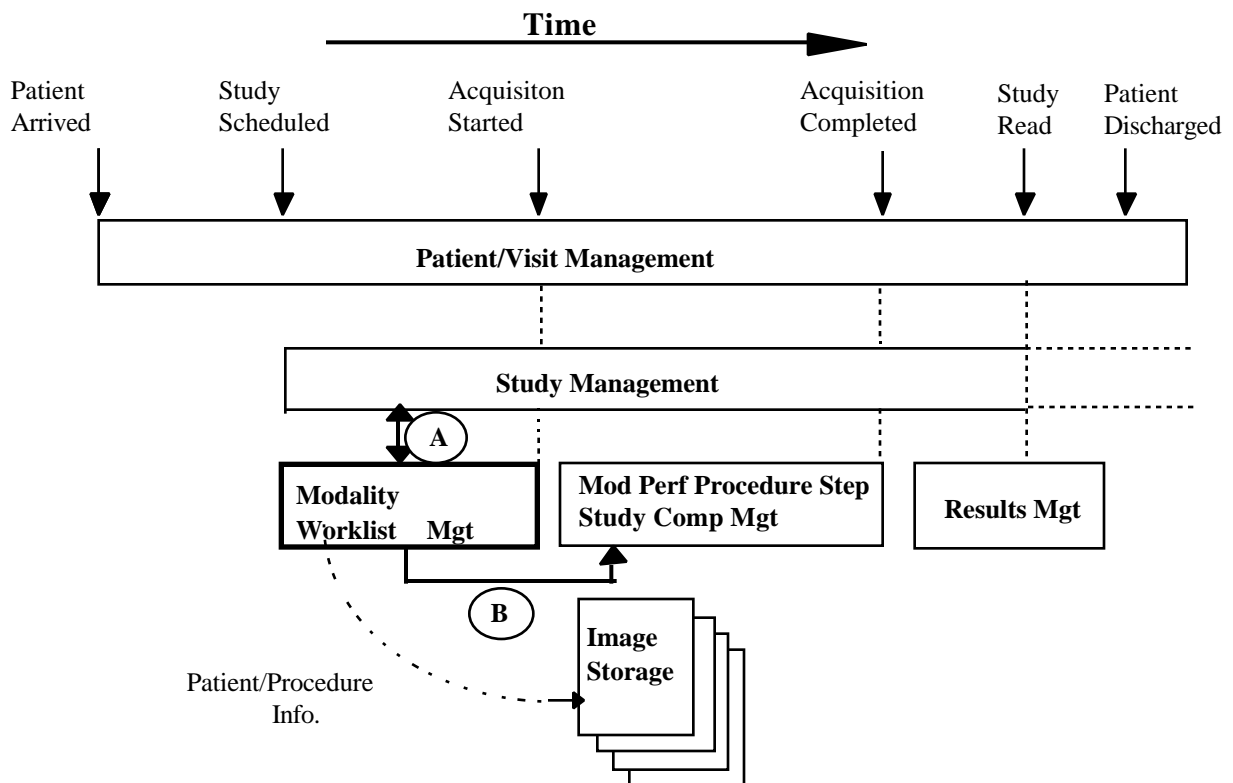 Time
Patient
Arrived
Study
Scheduled
Acquisiton
Started
Acquisition
Completed
Study
Read
Patient
Discharged
Patient/Visit Management
Study Management
A
Modality
Worklist Mgt
Mod Perf Procedure Step
Study Comp Mgt
Results Mgt
B
Image
Storage
Patient/Procedure
Info.